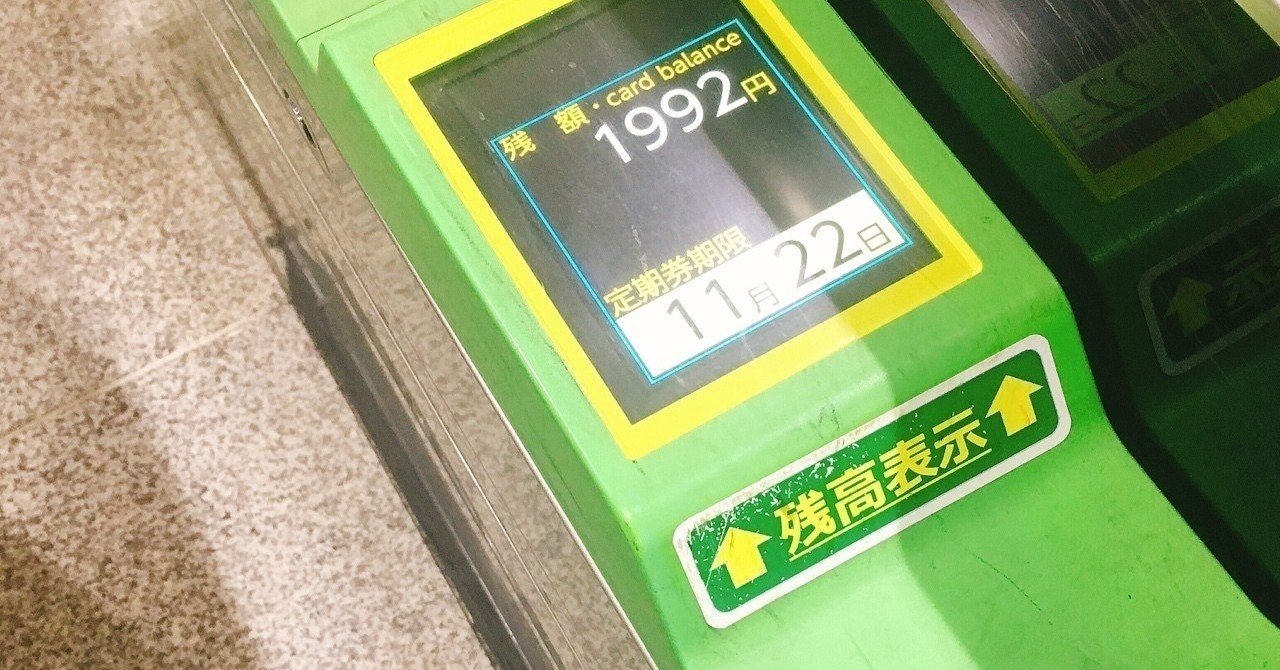 残 額・card balance
1992円
定期券期限
11月22日
残高表示